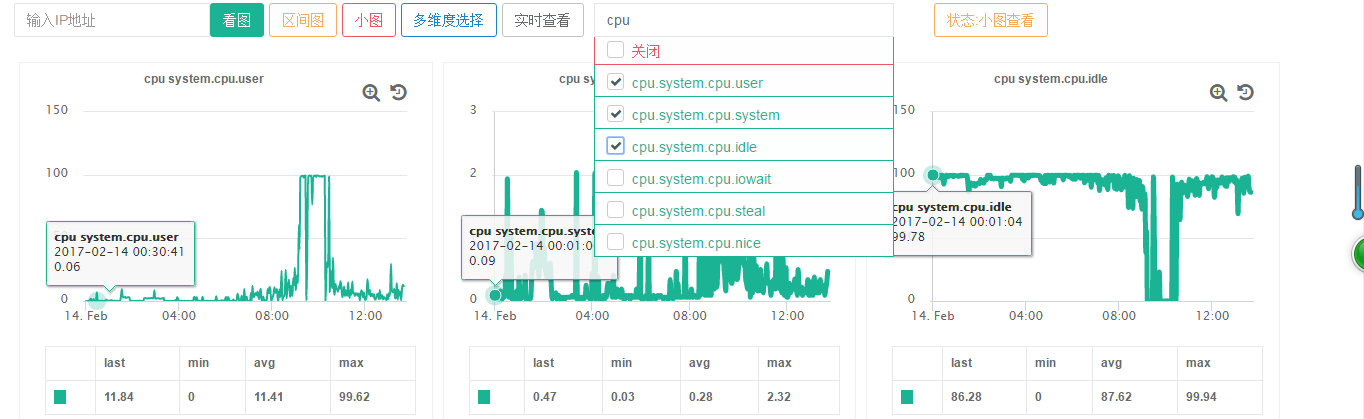 输入IP地址 看图 区间图 小图 多维度选择 实时查看 cpu 状态:小图查看
关闭
cpu.system.cpu.user
cpu.system.cpu.system
cpu.system.cpu.idle
cpu.system.cpu.iowait
cpu.system.cpu.steal
cpu.system.cpu.nice
cpu system.cpu.user
150
100
50
0
cpu system.cpu.user
2017-02-14 00:30:41
0.06
14. Feb 04:00 08:00 12:00
last min avg max
11.84 0 11.41 99.62
cpu sy
3
2
1
0
cpu system.cpu.syste
2017-02-14 00:01:0
0.09
14. Feb 04:00 08:00 12:00
last min avg max
0.47 0.03 0.28 2.32
cpu system.cpu.idle
150
100
0
cpu system.cpu.idle
2017-02-14 00:01:04
99.78
14. Feb 04:00 08:00 12:00
last min avg max
86.28 0 87.62 99.94